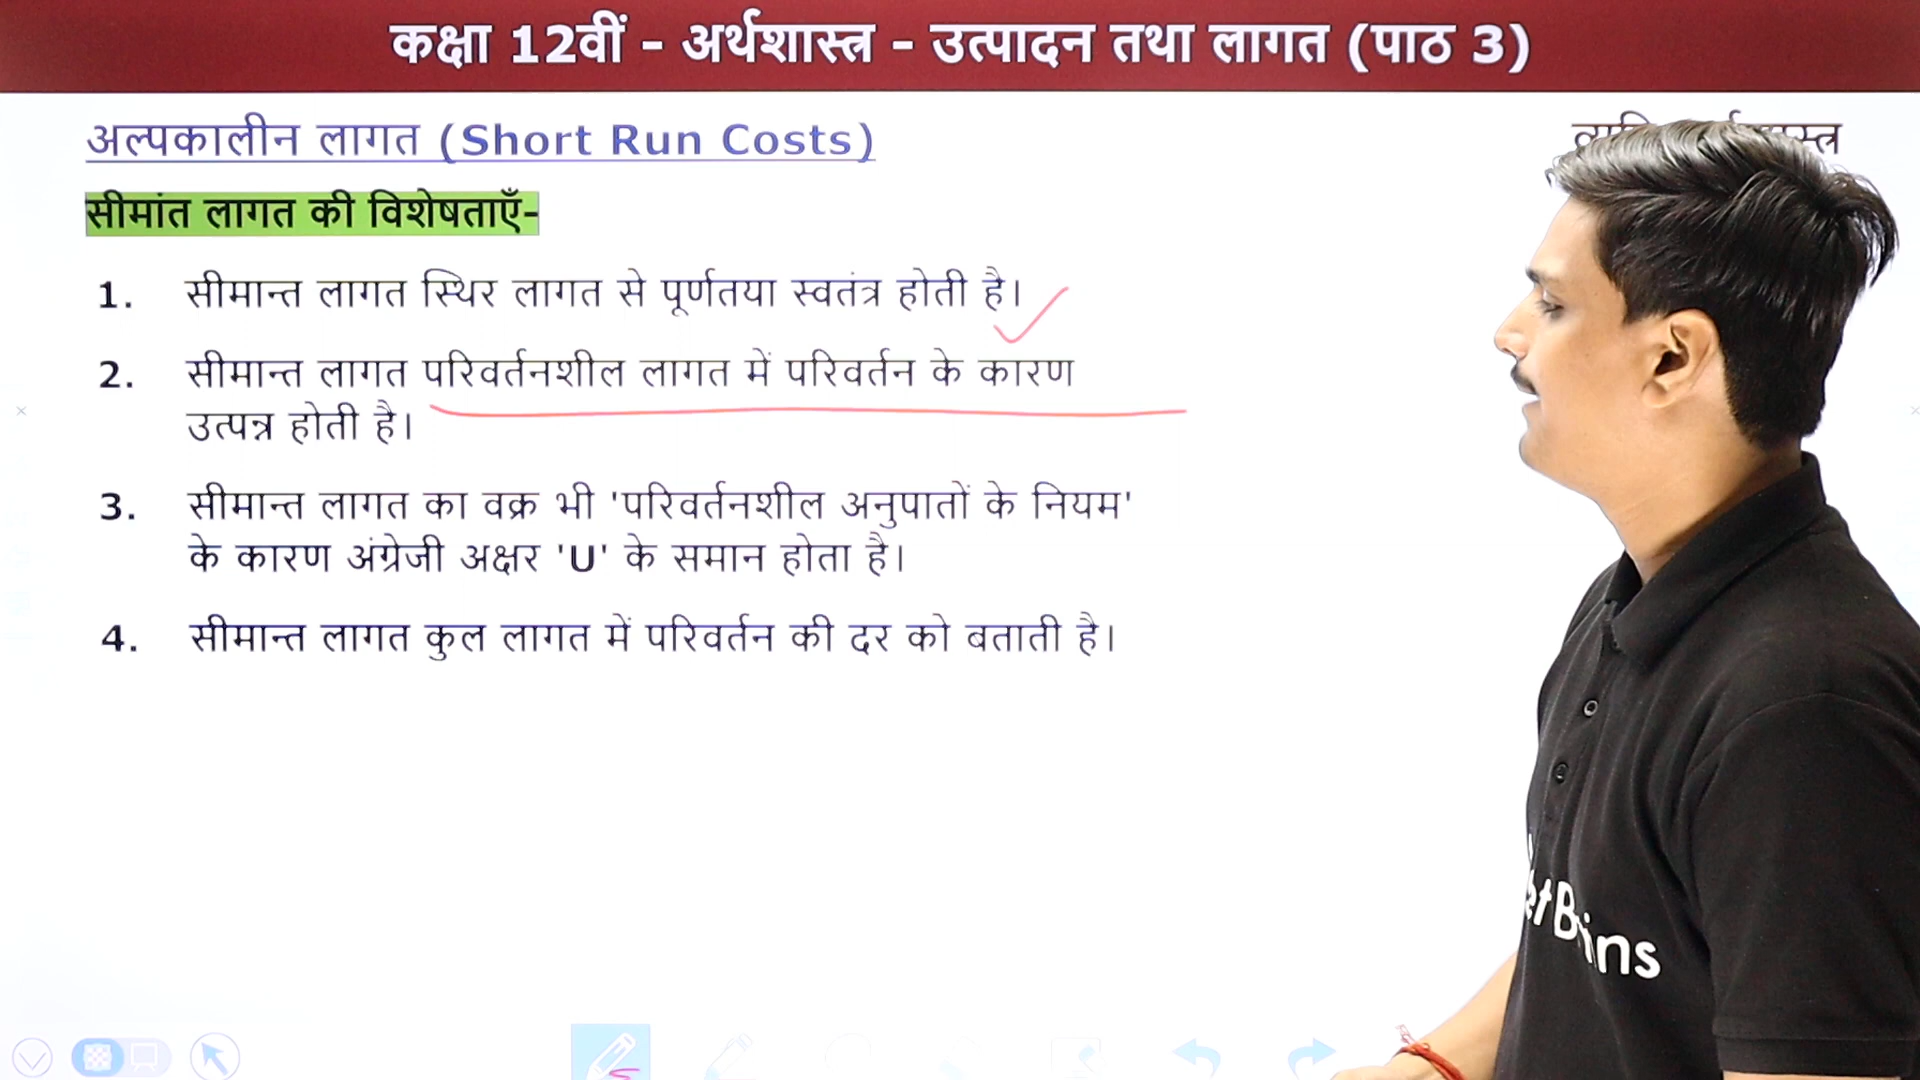 कक्षा 12वीं - अर्थशास्त्र - उत्पादन तथा लागत (पाठ 3)
अल्पकालीन लागत (Short Run Costs)
सीमांत लागत की विशेषताएँ-
1. सीमान्त लागत स्थिर लागत से पूर्णतया स्वतंत्र होती है।
2. सीमान्त लागत परिवर्तनशील लागत में परिवर्तन के कारण
उत्पन्न होती है।
3. सीमान्त लागत का वक्र भी 'परिवर्तनशील अनुपातों के नियम'
के कारण अंग्रेजी अक्षर 'U' के समान होता है।
4. सीमान्त लागत कुल लागत में परिवर्तन की दर को बताती है।